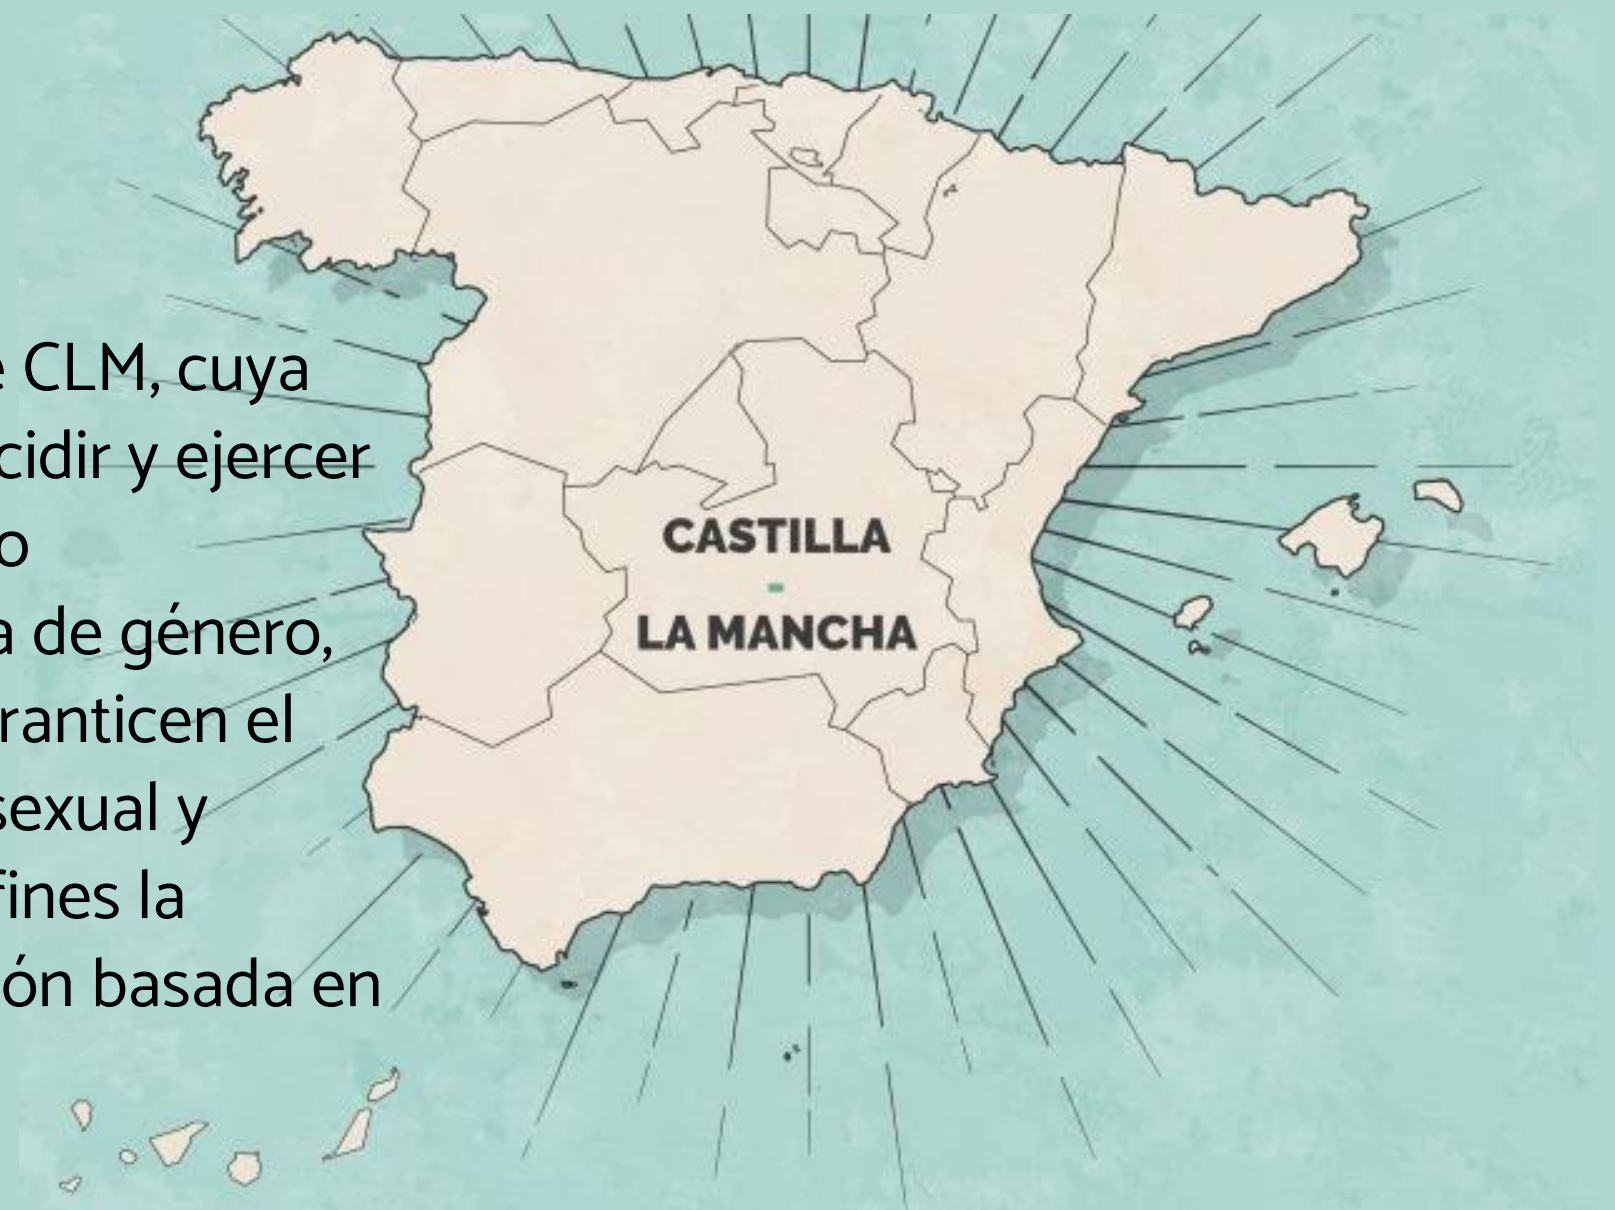 e CLM, cuya
cidir y ejercer
o
a de género,
ranticen el
sexual y
fines la
ón basada en
CASTILLA
-
LA MANCHA